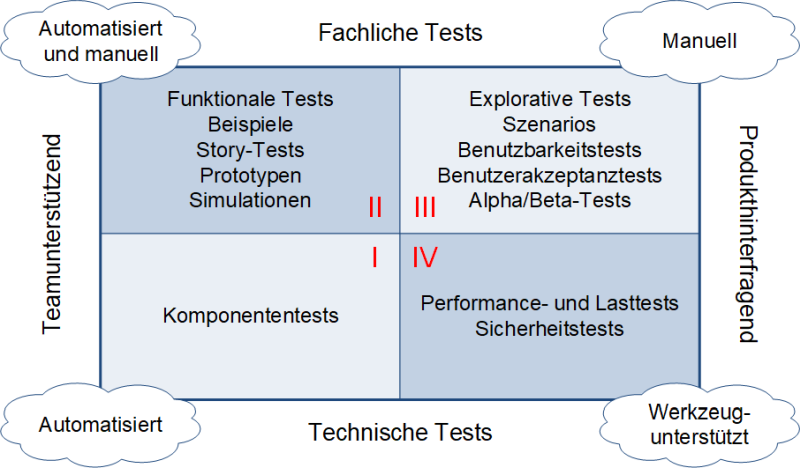 Automatisiert
und manuell
Fachliche Tests
Manuell
Teamunterstützend
Funktionale Tests
Beispiele
Story-Tests
Prototypen
Simulationen
II
Explorative Tests
Szenarios
Benutzbarkeitstests
Benutzerakzeptanztests
Alpha/Beta-Tests
III
Produkthinterfragend
I
Komponententests
IV
Performance- und Lasttests
Sicherheitstests
Automatisiert
Technische Tests
Werkzeug-
unterstützt